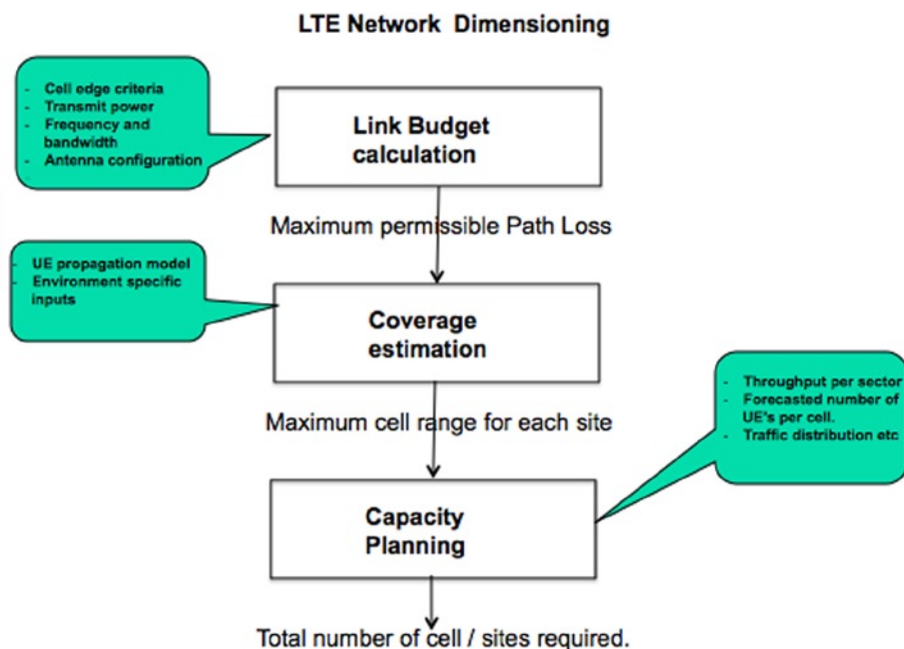 LTE Network Dimensioning
- Cell edge criteria
- Transmit power
- Frequency and
bandwidth
- Antenna configuration
-
Link Budget
calculation
Maximum permissible Path Loss
- UE propagation model
- Environment specific
inputs
Coverage
estimation
Maximum cell range for each site
- Throughput per sector
- Forecasted number of
UE's per cell.
- Traffic distribution etc
Capacity
Planning
Total number of cell / sites required.